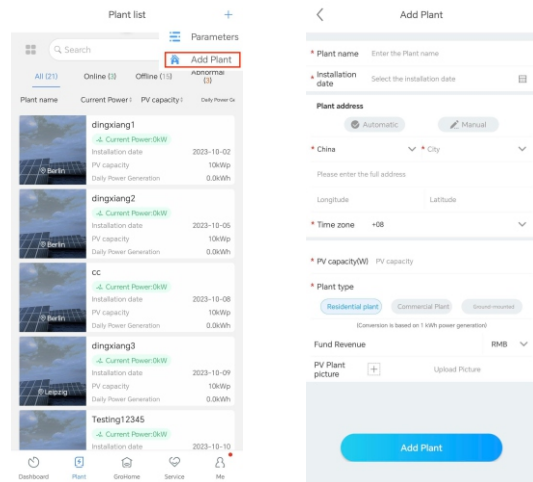 Plant list
+
Parameters
Search
Add Plant
All (21)
Online (3)
Offline (15)
Abnormal
(3)
Plant name
Current Power
PV capacity
Daily Power Ge
dingxiang1
Current Power:0kW
Installation date 2023-10-02
PV capacity 10kWp
Daily Power Generation 0.0kWh
Berlin
dingxiang2
Current Power:0kW
Installation date 2023-10-05
PV capacity 10kWp
Daily Power Generation 0.0kWh
Berlin
cc
Current Power:0kW
Installation date 2023-10-08
PV capacity 10kWp
Daily Power Generation 0.0kWh
Berlin
dingxiang3
Current Power:0kW
Installation date 2023-10-09
PV capacity 10kWp
Daily Power Generation 0.0kWh
Leipzig
Testing12345
Current Power:0kW
Installation date 2023-10-10
Dashboard
Plant
GroHome
Service
Me
Add Plant
* Plant name Enter the Plant name
* Installation
date
Select the installation date
Plant address
Automatic
Manual
* China
* City
Please enter the full address
Longitude
Latitude
* Time zone +08
* PV capacity(W) PV capacity
* Plant type
Residential plant
Commercial Plant
Ground-mounted
(Conversion is based on 1 kWh power generation)
Fund Revenue
RMB
PV Plant
picture
+
Upload Picture
Add Plant